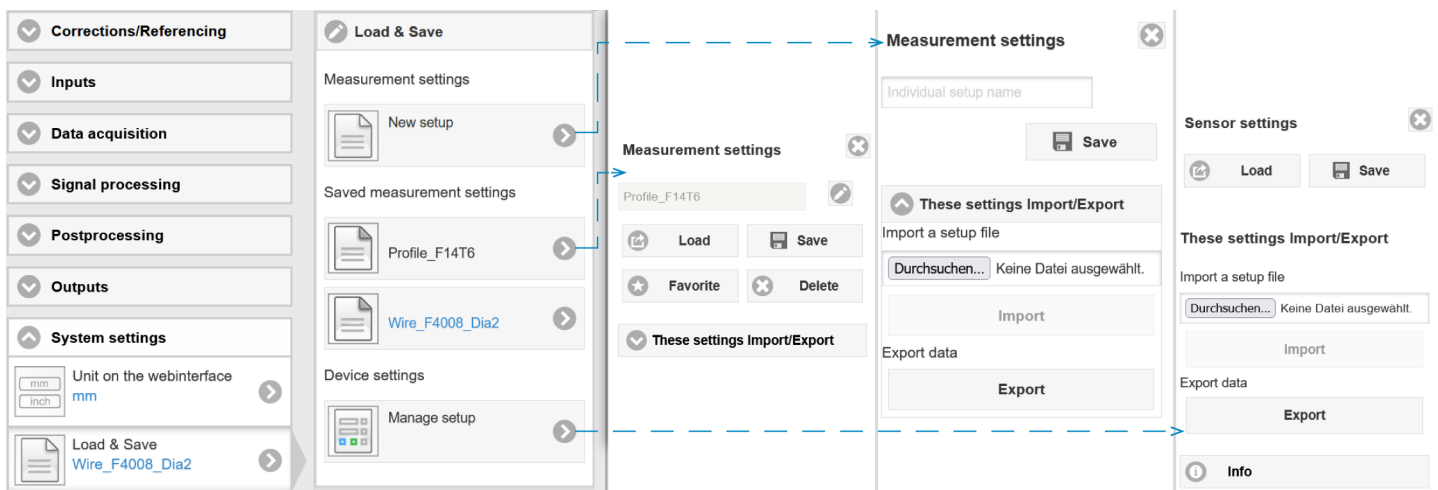 Corrections/Referencing
Inputs
Data acquisition
Signal processing
Postprocessing
Outputs
System settings
mm
inch
Unit on the webinterface
mm
Load & Save
Wire_F4008_Dia2
Load & Save
Measurement settings
New setup
Saved measurement settings
Profile_F14T6
Wire_F4008_Dia2
Device settings
Manage setup
Measurement settings
Profile_F14T6
Load
Save
Favorite
Delete
These settings Import/Export
Measurement settings
Individual setup name
Save
These settings Import/Export
Import a setup file
Durchsuchen... Keine Datei ausgewählt.
Import
Export data
Export
Sensor settings
Load
Save
These settings Import/Export
Import a setup file
Durchsuchen... Keine Datei ausgewählt.
Import
Export data
Export
Info